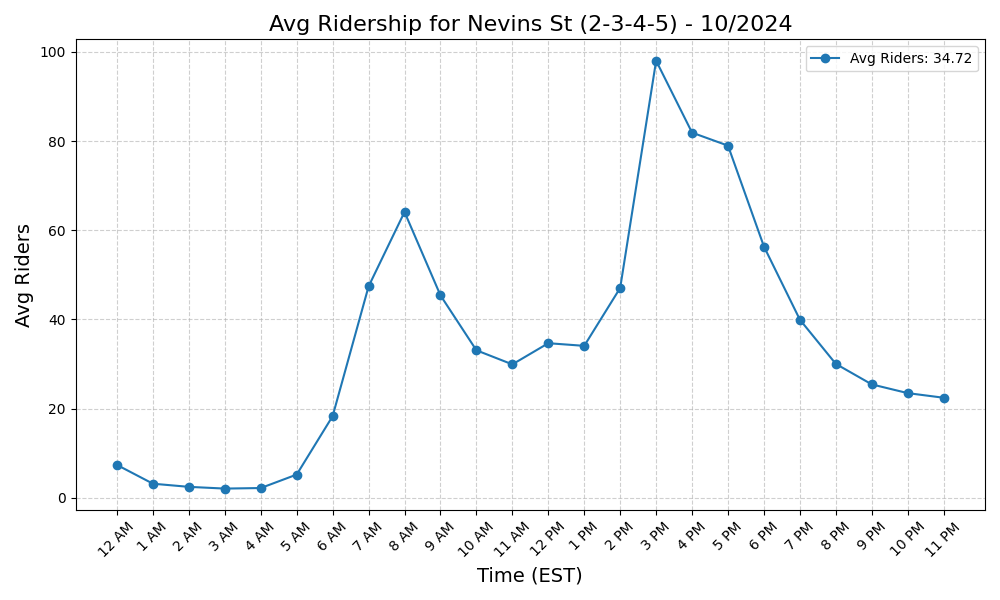 Avg Ridership for Nevins St (2-3-4-5) - 10/2024
Avg Riders: 34.72
Avg Riders
100
80
60
40
20
0
12 AM
1 AM
2 AM
3 AM
4 AM
5 AM
6 AM
7 AM
8 AM
9 AM
10 AM
11 AM
12 PM
1 PM
2 PM
3 PM
4 PM
5 PM
6 PM
7 PM
8 PM
9 PM
10 PM
11 PM
Time (EST)